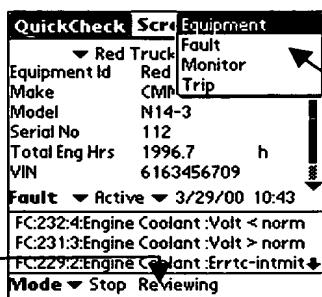 QuickCheck Scre
Equipment
Fault
Monitor
Trip
Red Truck
Equipment Id Red
Make CMM
Model N14-3
Serial No 112
Total Eng Hrs 1996.7 h
VIN 6163456709
Fault Active 3/29/00 10:43
FC:232:4:Engine Coolant :Volt < norm
FC:231:3:Engine Coolant :Volt > norm
FC:229:2:Engine Coolant :Errtc-intmit
Mode Stop Reviewing